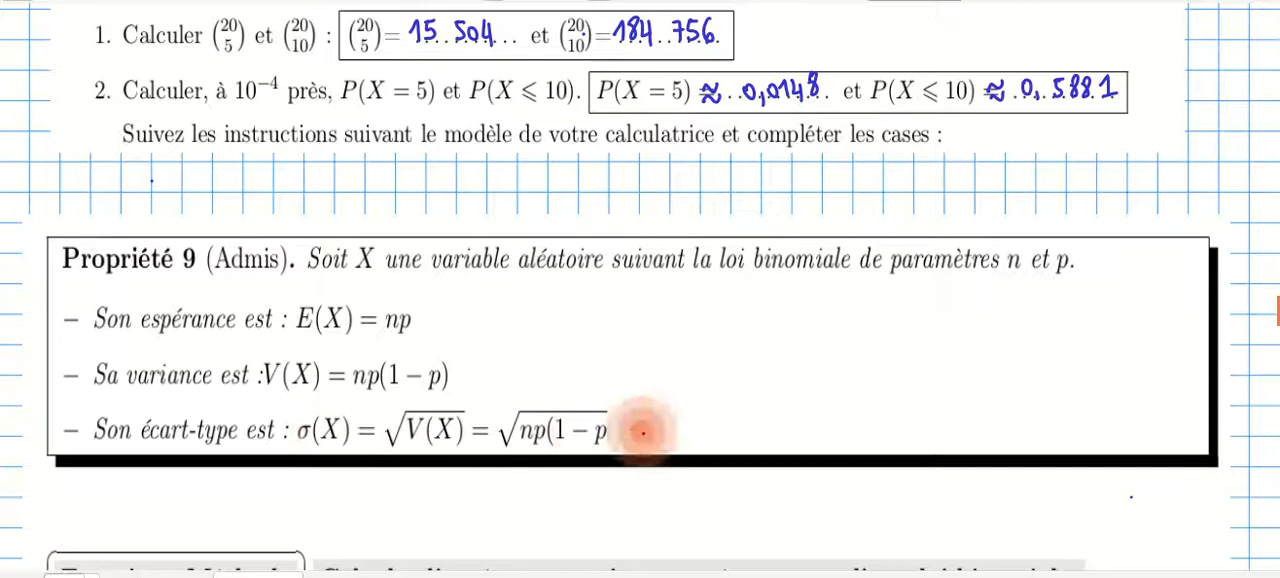 1. Calculer (20 5) et (20 10) : (20 5)= 15..504... et (20 10)=184..756.
2. Calculer, à 10⁻⁴ près, P(X = 5) et P(X ⩽ 10). P(X = 5) ≈..0,0148.. et P(X ⩽ 10) ≈.0,.5881
Suivez les instructions suivant le modèle de votre calculatrice et compléter les cases :
Propriété 9 (Admis). Soit X une variable aléatoire suivant la loi binomiale de paramètres n et p.
– Son espérance est : E(X) = np
– Sa variance est :V(X) = np(1 − p)
– Son écart-type est : σ(X) = √V(X) = √np(1 − p